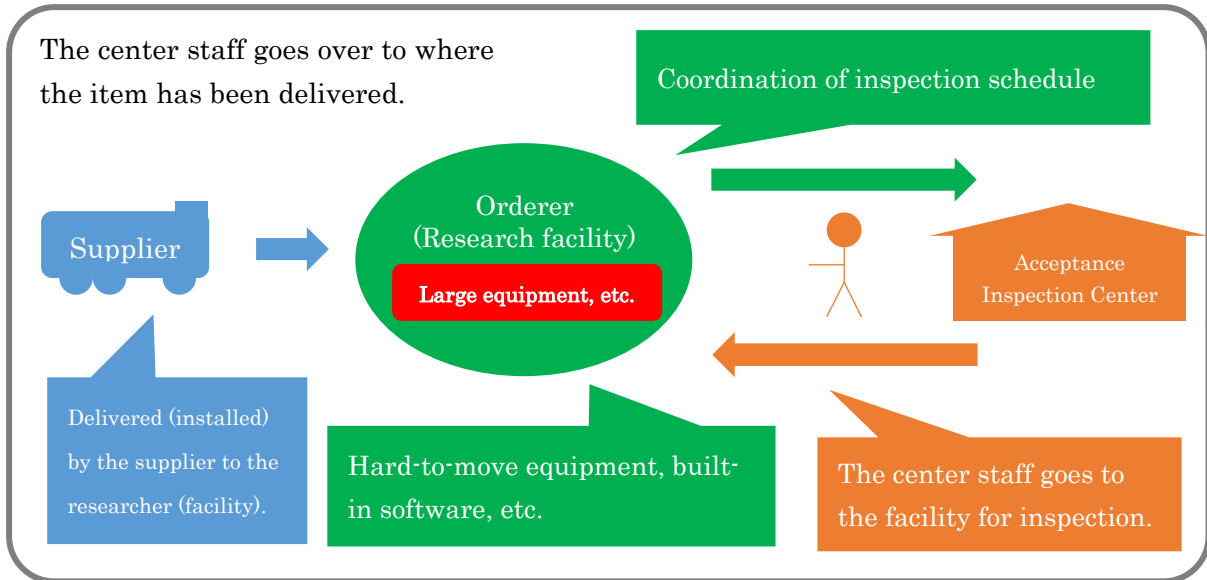 The center staff goes over to where
the item has been delivered.
Coordination of inspection schedule
Supplier
Orderer
(Research facility)
Large equipment, etc.
Acceptance
Inspection Center
Delivered (installed)
by the supplier to the
researcher (facility).
Hard-to-move equipment, built-
in software, etc.
The center staff goes to
the facility for inspection.